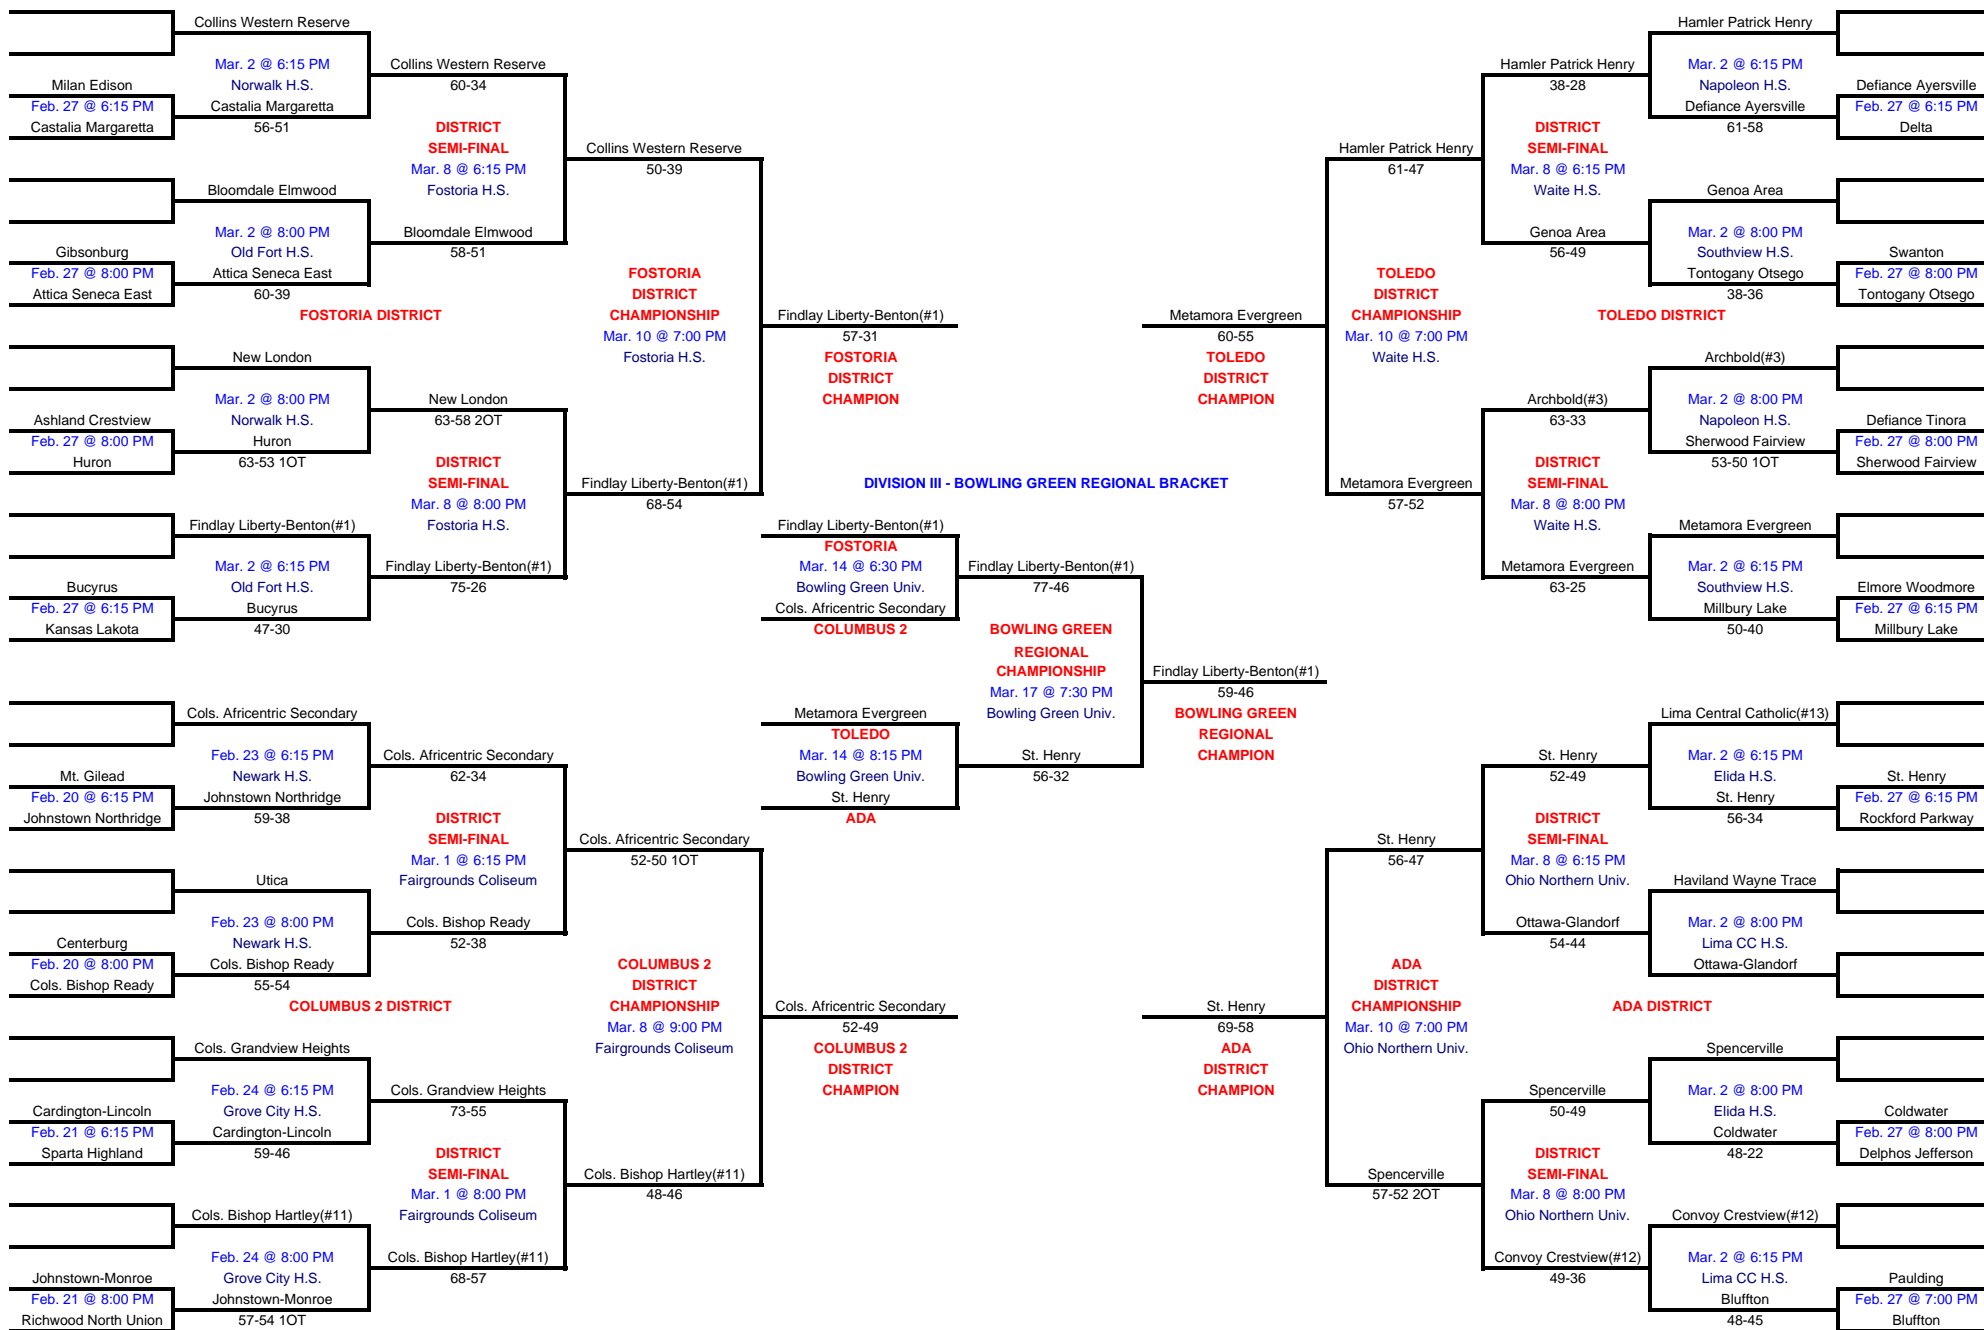 Collins Western Reserve
Mar. 2 @ 6:15 PM
Norwalk H.S.
Milan Edison
Feb. 27 @ 6:15 PM
Castalia Margaretta
Castalia Margaretta
56-51
Collins Western Reserve
60-34
DISTRICT
SEMI-FINAL
Mar. 8 @ 6:15 PM
Fostoria H.S.
Bloomdale Elmwood
Mar. 2 @ 8:00 PM
Old Fort H.S.
Gibsonburg
Feb. 27 @ 8:00 PM
Attica Seneca East
Attica Seneca East
60-39
Bloomdale Elmwood
58-51
Collins Western Reserve
50-39
FOSTORIA DISTRICT
FOSTORIA
DISTRICT
CHAMPIONSHIP
Mar. 10 @ 7:00 PM
Fostoria H.S.
Findlay Liberty-Benton(#1)
57-31
FOSTORIA
DISTRICT
CHAMPION
New London
Mar. 2 @ 8:00 PM
Norwalk H.S.
Ashland Crestview
Feb. 27 @ 8:00 PM
Huron
Huron
63-53 1OT
New London
63-58 2OT
DISTRICT
SEMI-FINAL
Mar. 8 @ 8:00 PM
Fostoria H.S.
Findlay Liberty-Benton(#1)
68-54
Findlay Liberty-Benton(#1)
Mar. 2 @ 6:15 PM
Old Fort H.S.
Bucyrus
Feb. 27 @ 6:15 PM
Kansas Lakota
Bucyrus
47-30
Findlay Liberty-Benton(#1)
75-26
Hamler Patrick Henry
Mar. 2 @ 6:15 PM
Napoleon H.S.
Defiance Ayersville
Feb. 27 @ 6:15 PM
Delta
Defiance Ayersville
61-58
Hamler Patrick Henry
38-28
DISTRICT
SEMI-FINAL
Mar. 8 @ 6:15 PM
Waite H.S.
Hamler Patrick Henry
61-47
Genoa Area
Mar. 2 @ 8:00 PM
Southview H.S.
Swanton
Feb. 27 @ 8:00 PM
Tontogany Otsego
Tontogany Otsego
38-36
Genoa Area
56-49
TOLEDO DISTRICT
TOLEDO
DISTRICT
CHAMPIONSHIP
Mar. 10 @ 7:00 PM
Waite H.S.
Metamora Evergreen
60-55
TOLEDO
DISTRICT
CHAMPION
Archbold(#3)
Mar. 2 @ 8:00 PM
Napoleon H.S.
Defiance Tinora
Feb. 27 @ 8:00 PM
Sherwood Fairview
Sherwood Fairview
53-50 1OT
Archbold(#3)
63-33
DISTRICT
SEMI-FINAL
Mar. 8 @ 8:00 PM
Waite H.S.
Metamora Evergreen
57-52
Metamora Evergreen
Mar. 2 @ 6:15 PM
Southview H.S.
Elmore Woodmore
Feb. 27 @ 6:15 PM
Millbury Lake
Millbury Lake
50-40
Metamora Evergreen
63-25
DIVISION III - BOWLING GREEN REGIONAL BRACKET
Findlay Liberty-Benton(#1)
FOSTORIA
Mar. 14 @ 6:30 PM
Bowling Green Univ.
Cols. Africentric Secondary
COLUMBUS 2
Findlay Liberty-Benton(#1)
77-46
BOWLING GREEN
REGIONAL
CHAMPIONSHIP
Mar. 17 @ 7:30 PM
Bowling Green Univ.
Findlay Liberty-Benton(#1)
59-46
BOWLING GREEN
REGIONAL
CHAMPION
Metamora Evergreen
TOLEDO
Mar. 14 @ 8:15 PM
Bowling Green Univ.
St. Henry
ADA
St. Henry
56-32
Cols. Africentric Secondary
Feb. 23 @ 6:15 PM
Newark H.S.
Mt. Gilead
Feb. 20 @ 6:15 PM
Johnstown Northridge
Johnstown Northridge
59-38
Cols. Africentric Secondary
62-34
DISTRICT
SEMI-FINAL
Mar. 1 @ 6:15 PM
Fairgrounds Coliseum
Cols. Africentric Secondary
52-50 1OT
Utica
Feb. 23 @ 8:00 PM
Newark H.S.
Centerburg
Feb. 20 @ 8:00 PM
Cols. Bishop Ready
Cols. Bishop Ready
55-54
Cols. Bishop Ready
52-38
COLUMBUS 2 DISTRICT
COLUMBUS 2
DISTRICT
CHAMPIONSHIP
Mar. 8 @ 9:00 PM
Fairgrounds Coliseum
Cols. Africentric Secondary
52-49
COLUMBUS 2
DISTRICT
CHAMPION
Cols. Grandview Heights
Feb. 24 @ 6:15 PM
Grove City H.S.
Cardington-Lincoln
Feb. 21 @ 6:15 PM
Sparta Highland
Cardington-Lincoln
59-46
Cols. Grandview Heights
73-55
DISTRICT
SEMI-FINAL
Mar. 1 @ 8:00 PM
Fairgrounds Coliseum
Cols. Bishop Hartley(#11)
48-46
Cols. Bishop Hartley(#11)
Feb. 24 @ 8:00 PM
Grove City H.S.
Johnstown-Monroe
Feb. 21 @ 8:00 PM
Richwood North Union
Johnstown-Monroe
57-54 1OT
Cols. Bishop Hartley(#11)
68-57
Lima Central Catholic(#13)
Mar. 2 @ 6:15 PM
Elida H.S.
St. Henry
Feb. 27 @ 6:15 PM
Rockford Parkway
St. Henry
56-34
St. Henry
52-49
DISTRICT
SEMI-FINAL
Mar. 8 @ 6:15 PM
Ohio Northern Univ.
St. Henry
56-47
Haviland Wayne Trace
Mar. 2 @ 8:00 PM
Lima CC H.S.
Ottawa-Glandorf
Ottawa-Glandorf
54-44
ADA DISTRICT
ADA
DISTRICT
CHAMPIONSHIP
Mar. 10 @ 7:00 PM
Ohio Northern Univ.
St. Henry
69-58
ADA
DISTRICT
CHAMPION
Spencerville
Mar. 2 @ 8:00 PM
Elida H.S.
Coldwater
Feb. 27 @ 8:00 PM
Delphos Jefferson
Coldwater
48-22
Spencerville
50-49
DISTRICT
SEMI-FINAL
Mar. 8 @ 8:00 PM
Ohio Northern Univ.
Spencerville
57-52 2OT
Convoy Crestview(#12)
Mar. 2 @ 6:15 PM
Lima CC H.S.
Paulding
Feb. 27 @ 7:00 PM
Bluffton
Bluffton
48-45
Convoy Crestview(#12)
49-36